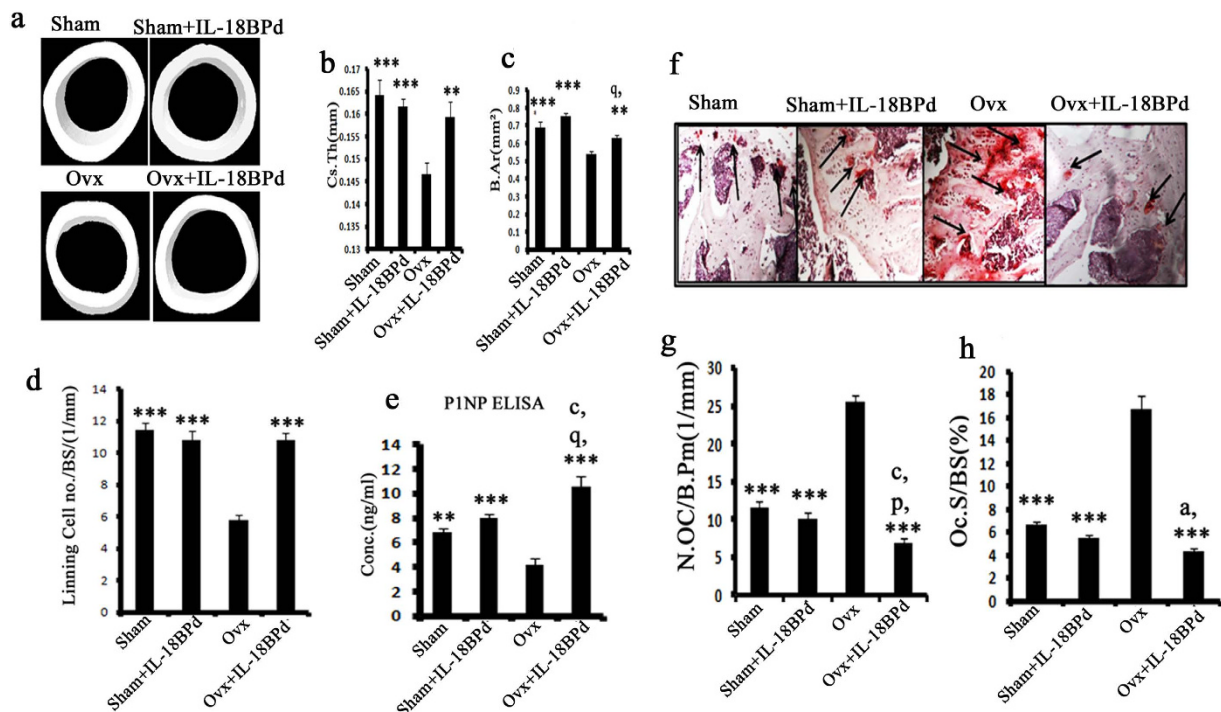 a
Sham
Sham+IL-18BPd
Ovx
Ovx+IL-18BPd
b
Cs.Th(mm)
0.17
0.165
0.16
0.155
0.15
0.145
0.14
0.135
0.13
***
***
**
Sham
Sham+IL-18BPd
Ovx
Ovx+IL-18BPd
c
B.Ar(mm²)
0.9
0.8
0.7
0.6
0.5
0.4
0.3
0.2
0.1
0
***
***
q,
**
Sham
Sham+IL-18BPd
Ovx
Ovx+IL-18BPd
f
Sham
Sham+IL-18BPd
Ovx
Ovx+IL-18BPd
d
Linning Cell no./BS/(1/mm)
14
12
10
8
6
4
2
0
***
***
***
Sham
Sham+IL-18BPd
Ovx
Ovx+IL-18BPd
e
P1NP ELISA
Conc.(ng/ml)
14
12
10
8
6
4
2
0
**
***
c,
q,
***
Sham
Sham+IL-18BPd
Ovx
Ovx+IL-18BPd
g
N.OC/B.Pm(1/mm)
30
25
20
15
10
5
0
***
***
c,
p,
***
Sham
Sham+IL-18BPd
Ovx
Ovx+IL-18BPd
h
Oc.S/BS(%)
20
18
16
14
12
10
8
6
4
2
0
***
***
a,
***
Sham
Sham+IL-18BPd
Ovx
Ovx+IL-18BPd